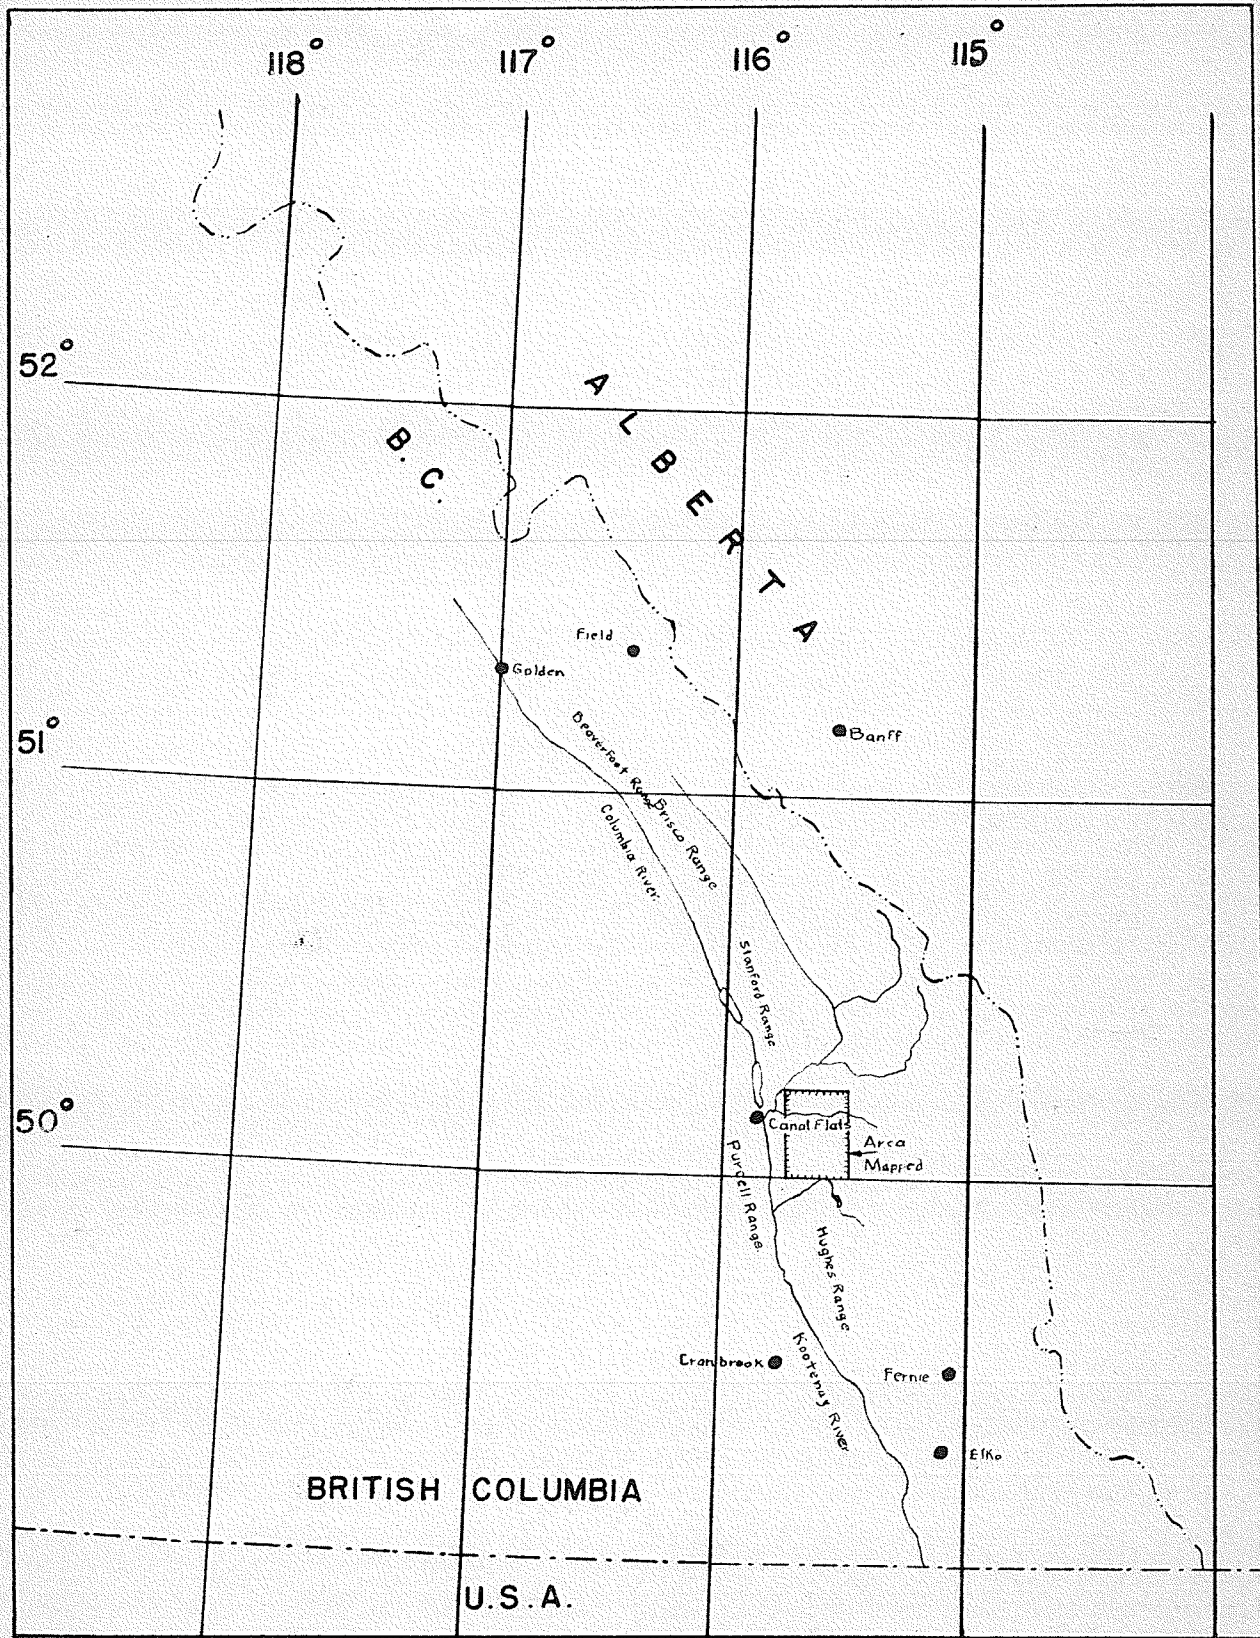 118°
117°
116°
115°
52°
ALBERTA
B.C.
Field
Golden
51°
Banff
Beaverfoot Range
Brisco Range
Columbia River
Stanford Range
50°
Canal Flats
Area
Mapped
Purcell Range
Hughes Range
Cranbrook
Kootenay River
Fernie
Elko
BRITISH COLUMBIA
U.S.A.